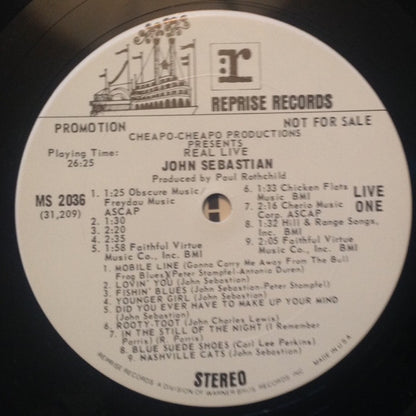 r
REPRISE RECORDS
PROMOTION
NOT FOR SALE
CHEAPO-CHEAPO PRODUCTIONS
PRESENTS
Playing Time:
26:25
REAL LIVE
JOHN SEBASTIAN
Produced by Paul Rothchild
MS 2036
(31,209)
1. 1:25 Obscure Music/
Freydau Music
ASCAP
2. 1:30
3. 2:20
4. 2:35
5. 1:58 Faithful Virtue
Music Co., Inc. BMI
6. 1:33 Chicken Flats
Music BMI
7. 2:16 Cherio Music
Corp. ASCAP
8. 1:32 Hill & Range Songs,
Inc. BMI
9. 2:05 Faithful Virtue
Music Co., Inc. BMI
LIVE
ONE
1. MOBILE LINE (Gonna Carry Me Away From The Bull
Frog Blues)(Peter Stampfel-Antonia Duren)
2. LOVIN' YOU (John Sebastian)
3. FISHIN' BLUES (John Sebastian-Peter Stampfel)
4. YOUNGER GIRL (John Sebastian)
5. DID YOU EVER HAVE TO MAKE UP YOUR MIND
(John Sebastian)
6. ROOTY-TOOT (John Charles Lewis)
7. IN THE STILL OF THE NIGHT (I Remember
Parris) (R. Parris)
8. BLUE SUEDE SHOES (Carl Lee Perkins)
9. NASHVILLE CATS (John Sebastian)
STEREO
REPRISE RECORDS, A DIVISION OF WARNER BROS. RECORDS, INC. MADE IN U.S.A.